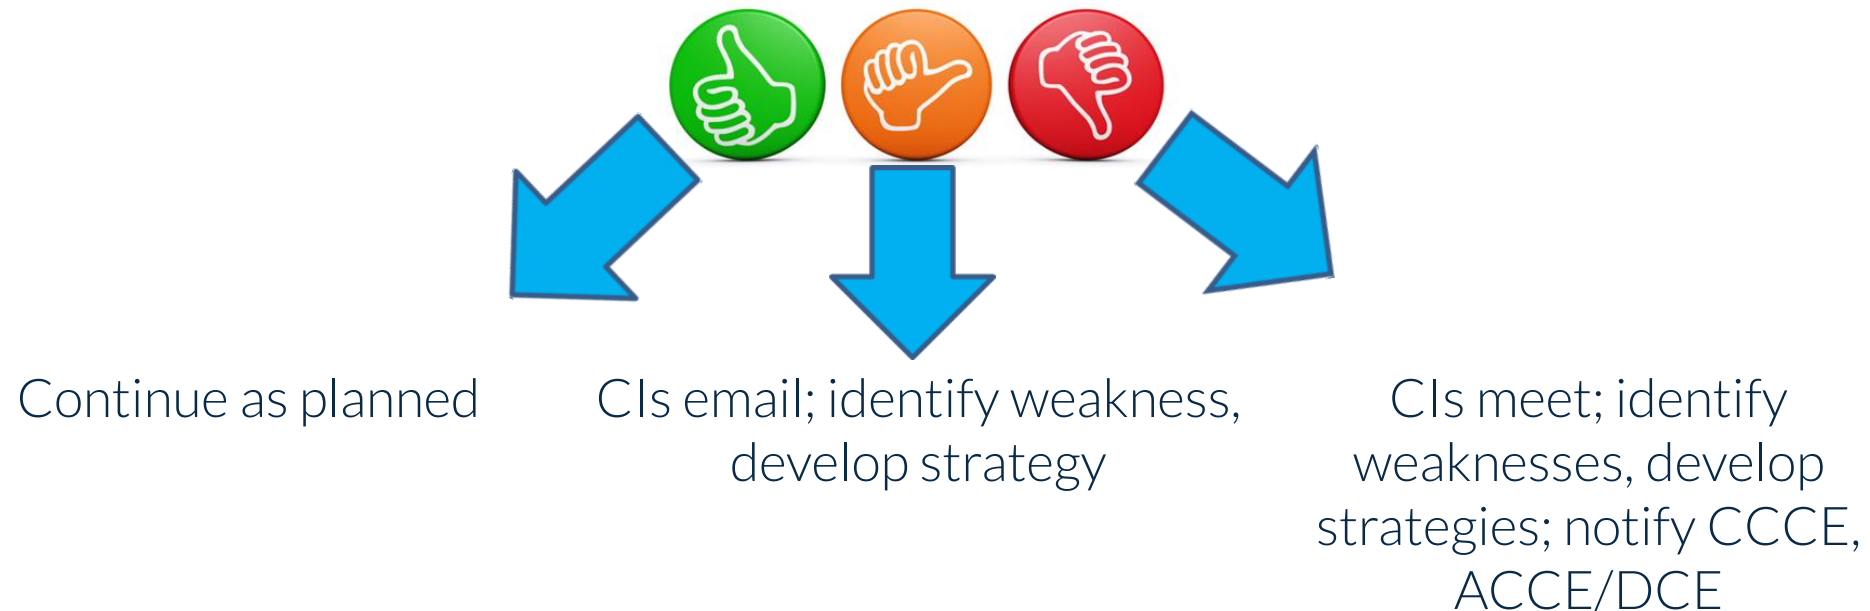 Continue as planned
CIs email; identify weakness,
develop strategy
CIs meet; identify
weaknesses, develop
strategies; notify CCCE,
ACCE/DCE